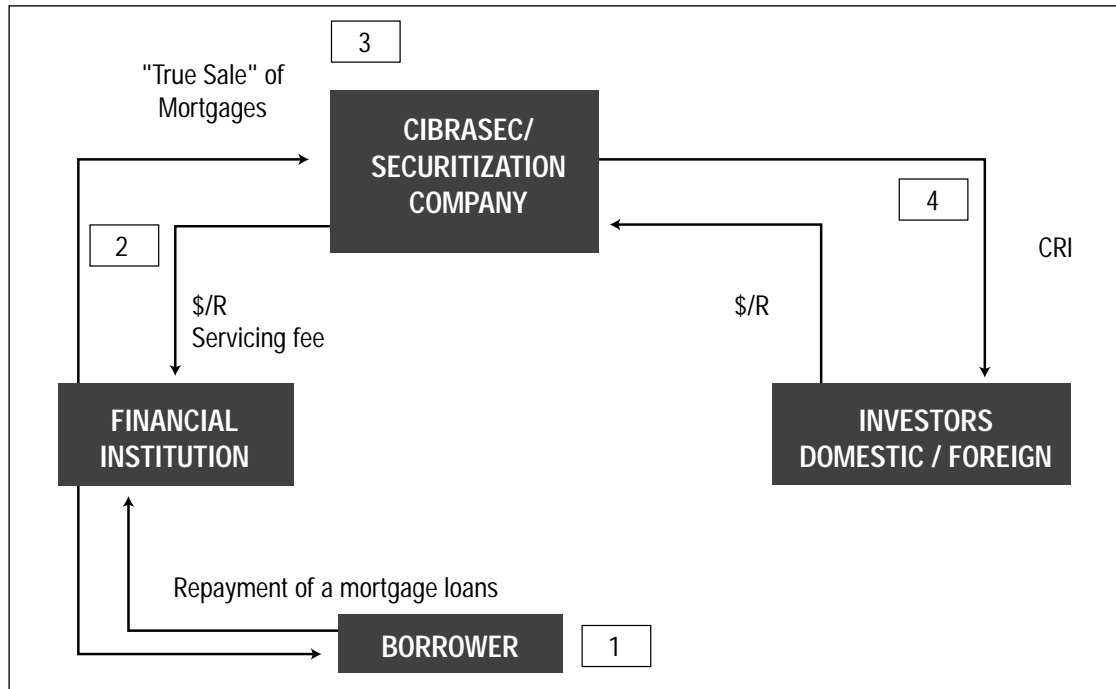 3
"True Sale" of
Mortgages
CIBRASEC/
SECURITIZATION
COMPANY
4
2
CRI
$/R
Servicing fee
$/R
FINANCIAL
INSTITUTION
INVESTORS
DOMESTIC / FOREIGN
Repayment of a mortgage loans
BORROWER
1